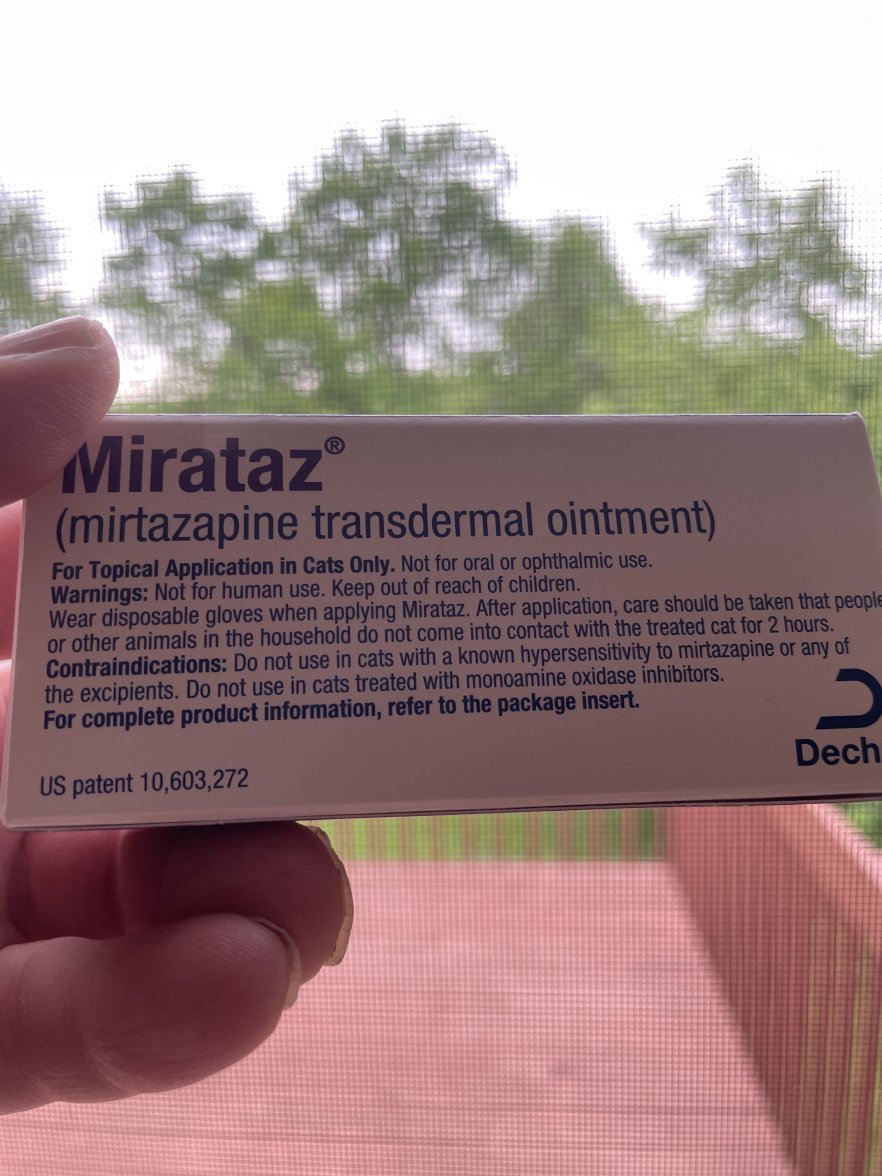 Mirataz®
(mirtazapine transdermal ointment)
For Topical Application in Cats Only. Not for oral or ophthalmic use.
Warnings: Not for human use. Keep out of reach of children.
Wear disposable gloves when applying Mirataz. After application, care should be taken that people
or other animals in the household do not come into contact with the treated cat for 2 hours.
Contraindications: Do not use in cats with a known hypersensitivity to mirtazapine or any of
the excipients. Do not use in cats treated with monoamine oxidase inhibitors.
For complete product information, refer to the package insert.
Dech
US patent 10,603,272